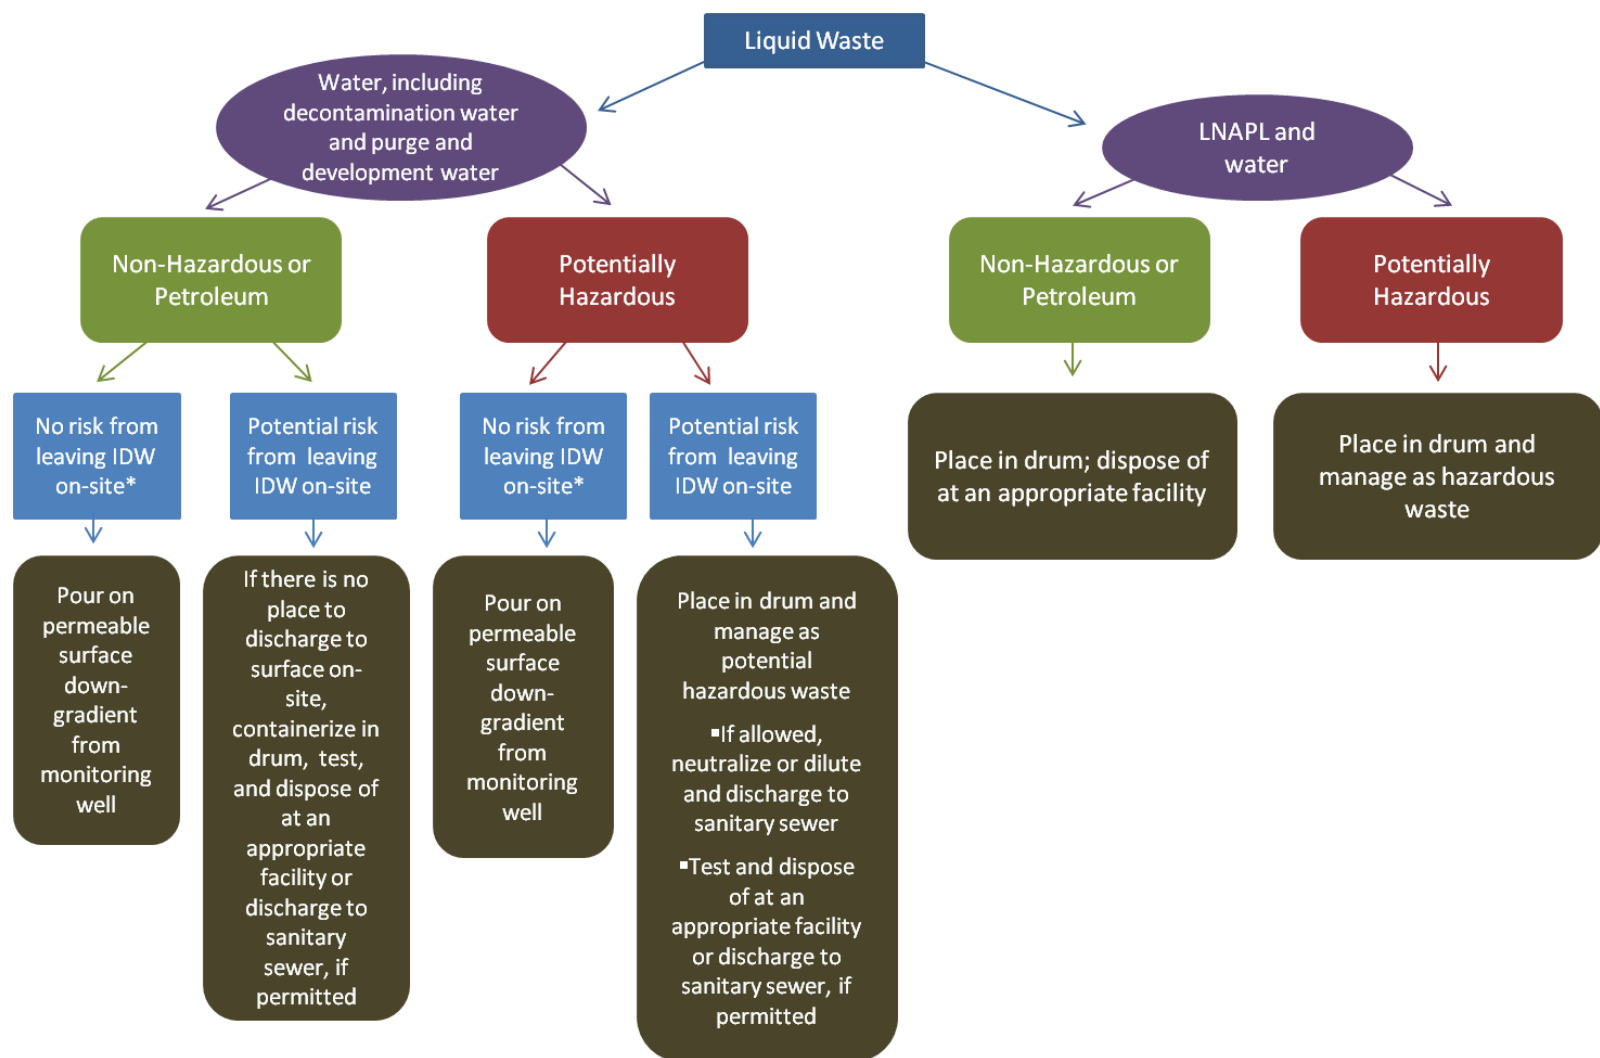 Liquid Waste
Water, including
decontamination water
and purge and
development water
LNAPL and
water
Non-Hazardous or
Petroleum
Potentially
Hazardous
Non-Hazardous or
Petroleum
Potentially
Hazardous
No risk from
leaving IDW
on-site*
Potential risk
from leaving
IDW on-site
No risk from
leaving IDW
on-site*
Potential risk
from leaving
IDW on-site
Place in drum; dispose of
at an appropriate facility
Place in drum and
manage as hazardous
waste
Pour on
permeable
surface
down-
gradient from
monitoring
well
If there is no
place to
discharge to
surface on-
site,
containerize in
drum, test,
and dispose of
at an
appropriate
facility or
discharge to
sanitary
sewer, if
permitted
Pour on
permeable
surface
down-
gradient
from
monitoring
well
Place in drum and
manage as
potential
hazardous waste
▪If allowed,
neutralize or dilute
and discharge to
sanitary sewer
▪Test and dispose
of at an
appropriate facility
or discharge to
sanitary sewer, if
permitted